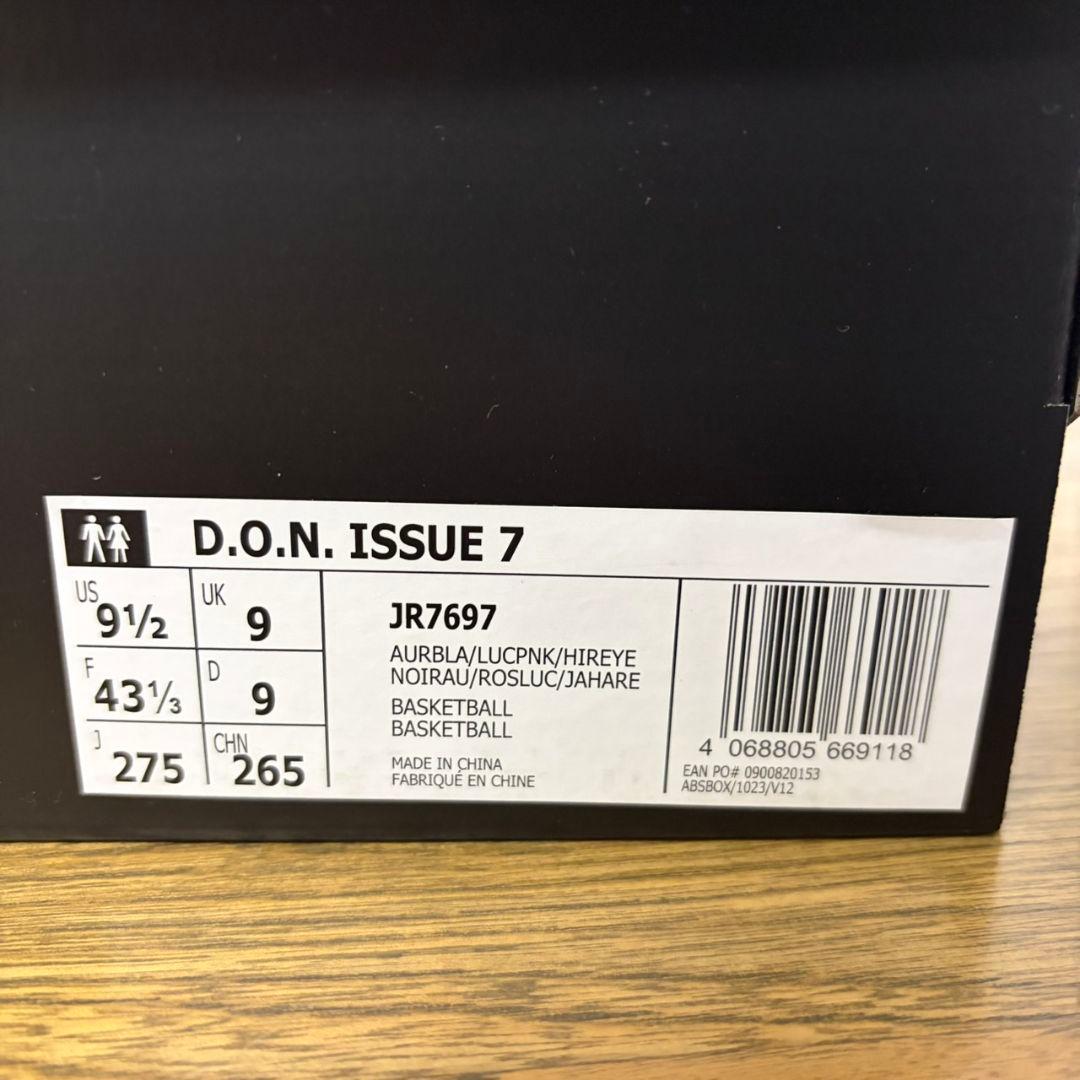 D.O.N. ISSUE 7
US 9½ UK 9
F 43⅓ D 9
J 275 CHN 265
JR7697
AURBLA/LUCPNK/HIREYE
NOIRAU/ROSLUC/JAHARE
BASKETBALL
BASKETBALL
MADE IN CHINA
FABRIQUÉ EN CHINE
4 068805 669118
EAN PO# 0900820153
ABSBOX/1023/V12